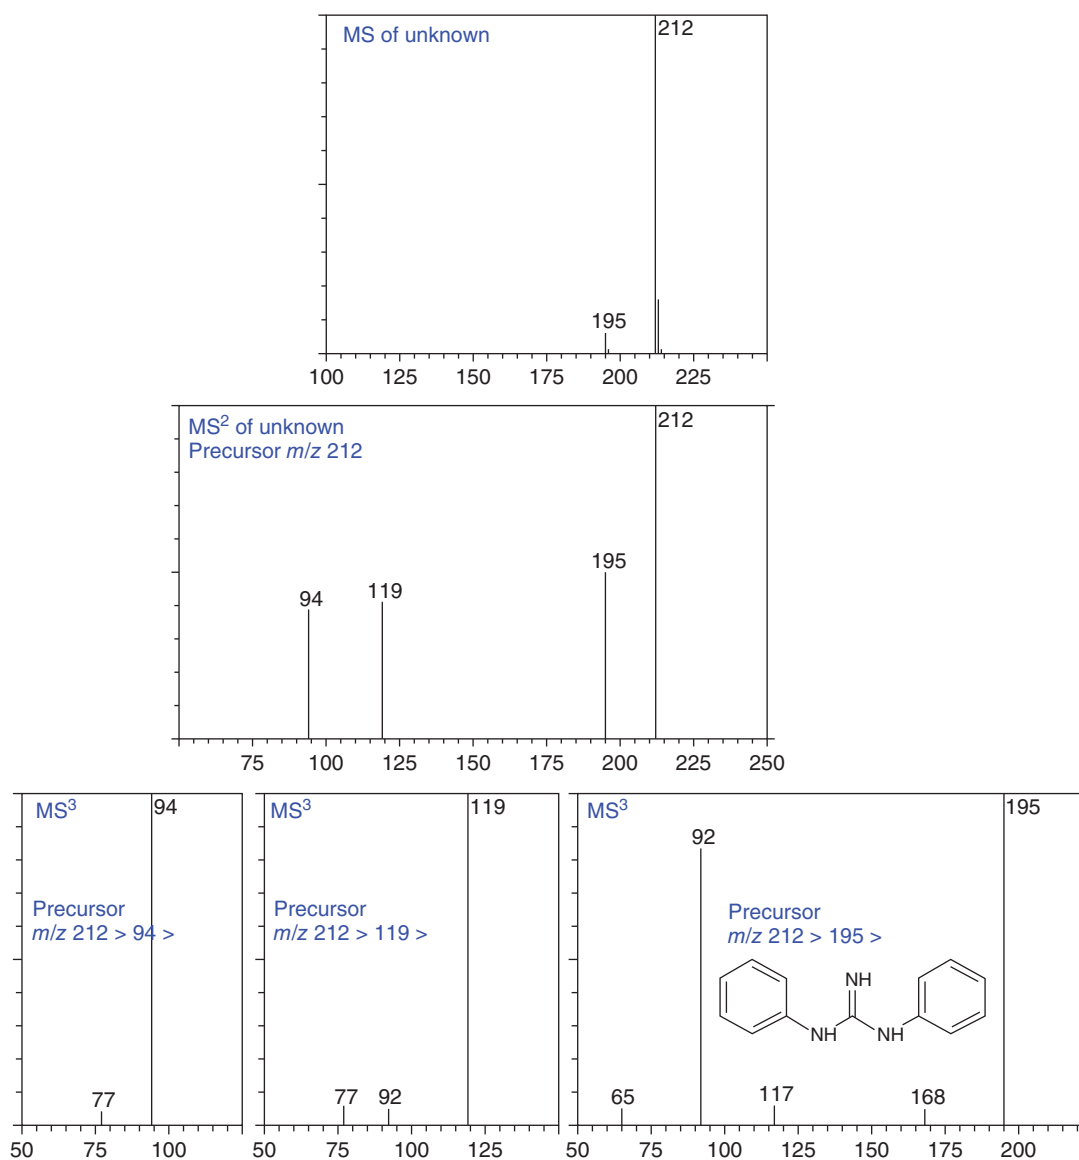 MS of unknown
212
195
100 125 150 175 200 225
MS² of unknown
Precursor m/z 212
212
195
119
94
75 100 125 150 175 200 225 250
MS³
94
Precursor
m/z 212 > 94 >
77
50 75 100
MS³
119
Precursor
m/z 212 > 119 >
77 92
50 75 100 125
MS³
195
92
Precursor
m/z 212 > 195 >
NH
NH NH
65 117 168
50 75 100 125 150 175 200